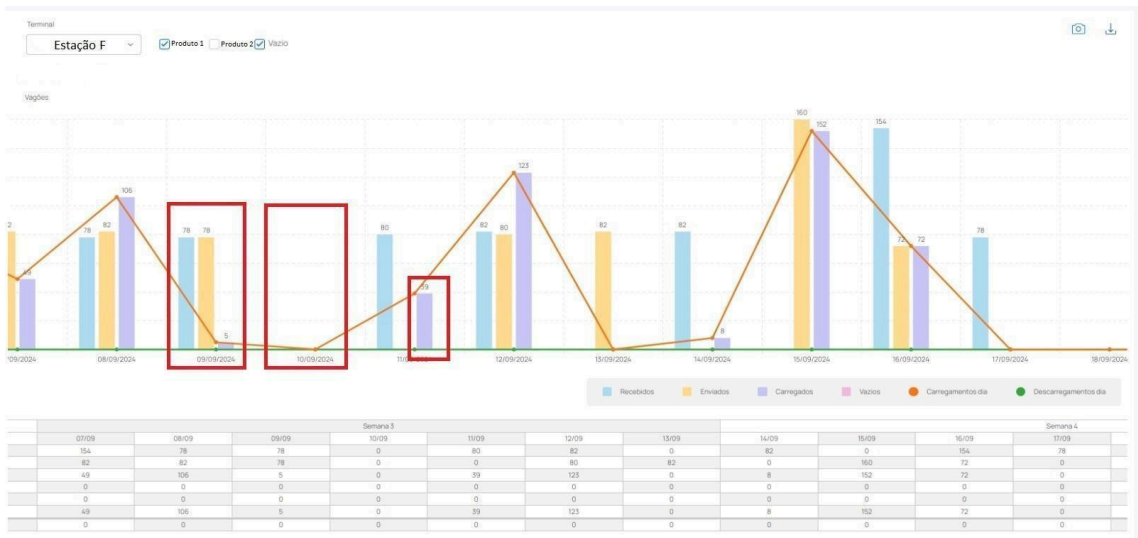 Terminal
Estação F
Produto 1 Produto 2 Vazio
Vagões
160
152
154
123
106
2 82 78 78 78 80 82 80 82 82 72 72 78
49 5 39 8
/09/2024 08/09/2024 09/09/2024 10/09/2024 11/ 12/09/2024 13/09/2024 14/09/2024 15/09/2024 16/09/2024 17/09/2024 18/09/2024
Recebidos Enviados Carregados Vazios Carregamentos dia Descarregamentos dia
Semana 3 Semana 4
07/09 08/09 09/09 10/09 11/09 12/09 13/09 14/09 15/09 16/09 17/09
154 78 78 0 80 82 0 82 0 154 78
82 82 78 0 0 80 82 0 160 72 0
49 106 5 0 39 123 0 8 152 72 0
0 0 0 0 0 0 0 0 0 0 0
0 0 0 0 0 0 0 0 0 0 0
49 106 5 0 39 123 0 8 152 72 0
0 0 0 0 0 0 0 0 0 0 0